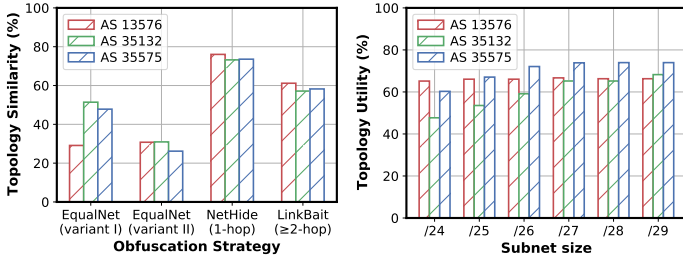 Topology Similarity (%)
100
80
60
40
20
0
AS 13576
AS 35132
AS 35575
EqualNet
(variant I)
EqualNet
(variant II)
NetHide
(1-hop)
LinkBait
(≥2-hop)
Obfuscation Strategy
Topology Utility (%)
100
80
60
40
20
0
AS 13576
AS 35132
AS 35575
/24 /25 /26 /27 /28 /29
Subnet size